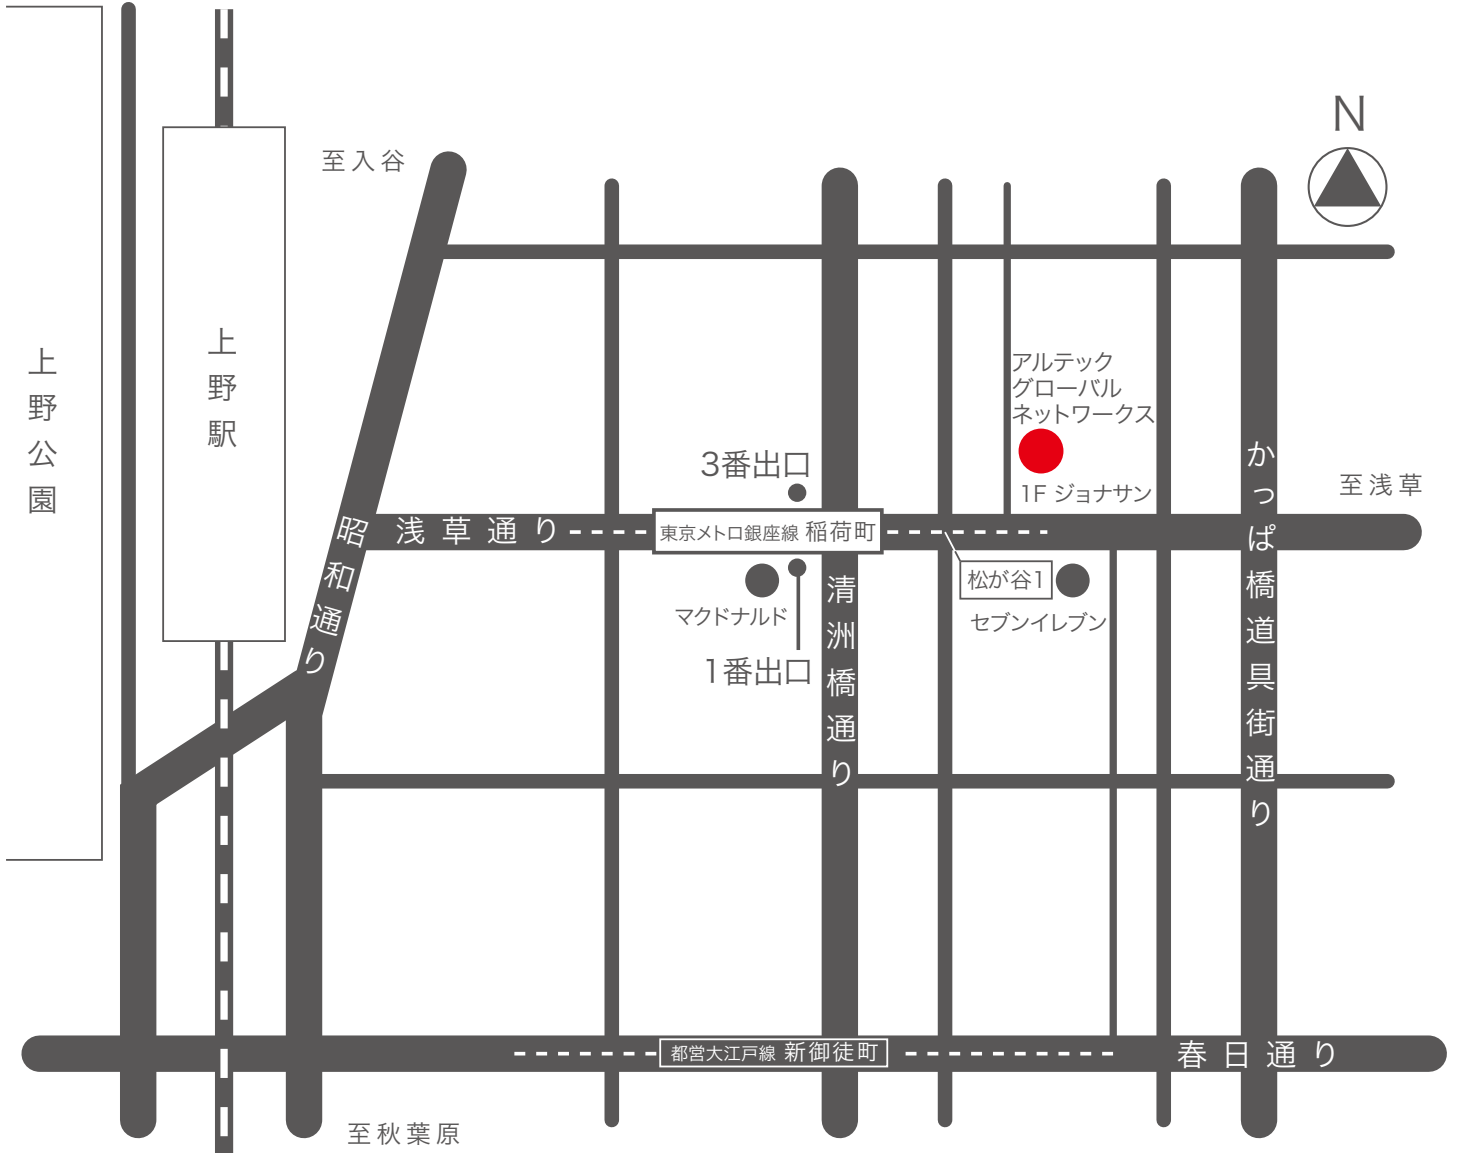 N
至入谷
上野公園
上野駅
アルテック
グローバル
ネットワークス
1F ジョナサン
3番出口
至浅草
昭和通り
浅草通り
東京メトロ銀座線 稲荷町
かっぱ橋道具街通り
清洲橋通り
松が谷1
セブンイレブン
マクドナルド
1番出口
都営大江戸線 新御徒町
春日通り
至秋葉原